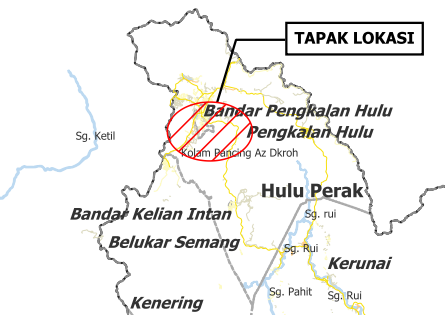 TAPAK LOKASI
Bandar Pengkalan Hulu
Pengkalan Hulu
Sg. Ketil
Kolam Pancing Az Dkroh
Hulu Perak
Bandar Kelian Intan
Sg. rui
Belukar Semang
Sg. Rui
Kerunai
Sg. Pahit
Sg. Rui
Kenering